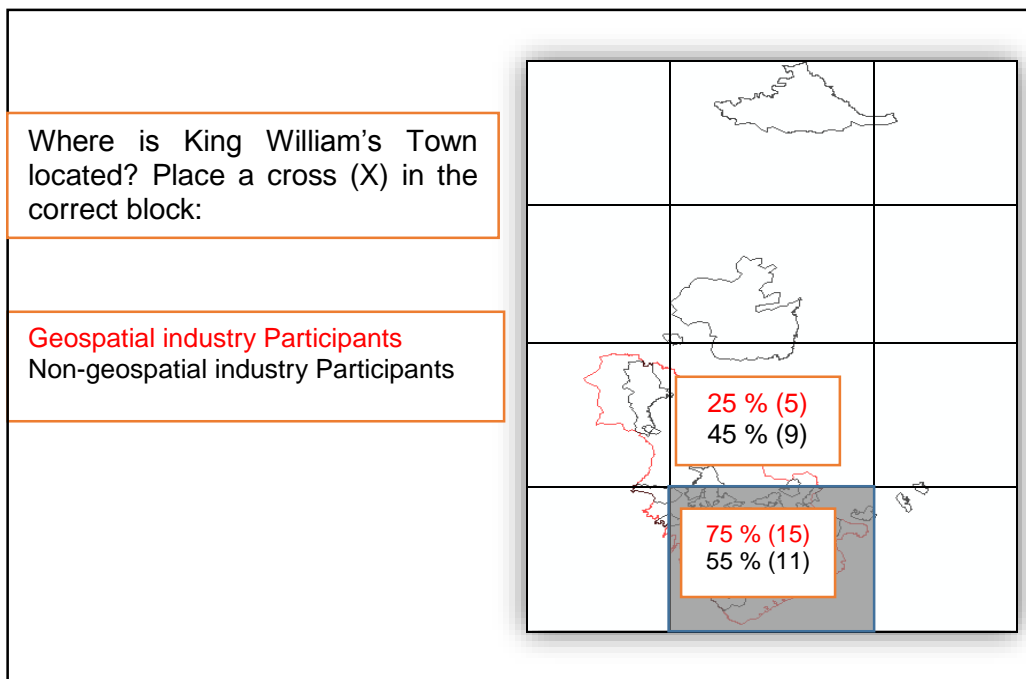 Where is King William’s Town
located? Place a cross (X) in the
correct block:
Geospatial industry Participants
Non-geospatial industry Participants
25 % (5)
45 % (9)
75 % (15)
55 % (11)